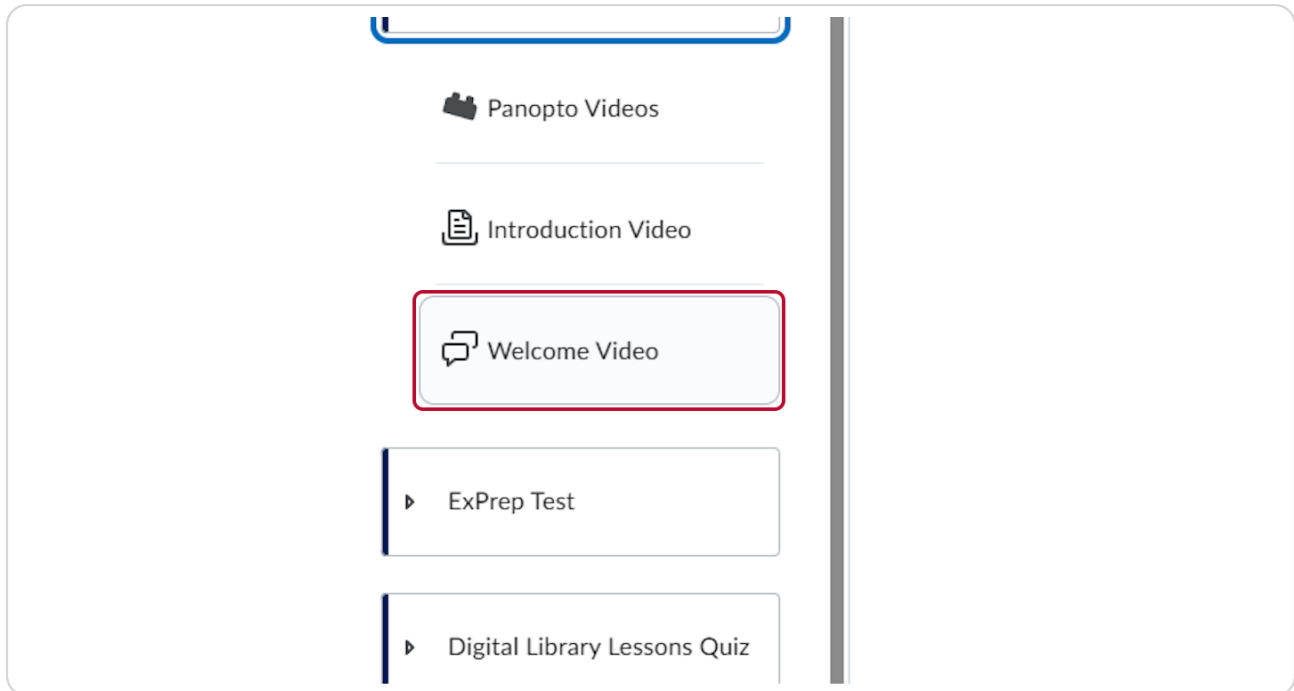 Panopto Videos
Introduction Video
Welcome Video
ExPrep Test
Digital Library Lessons Quiz